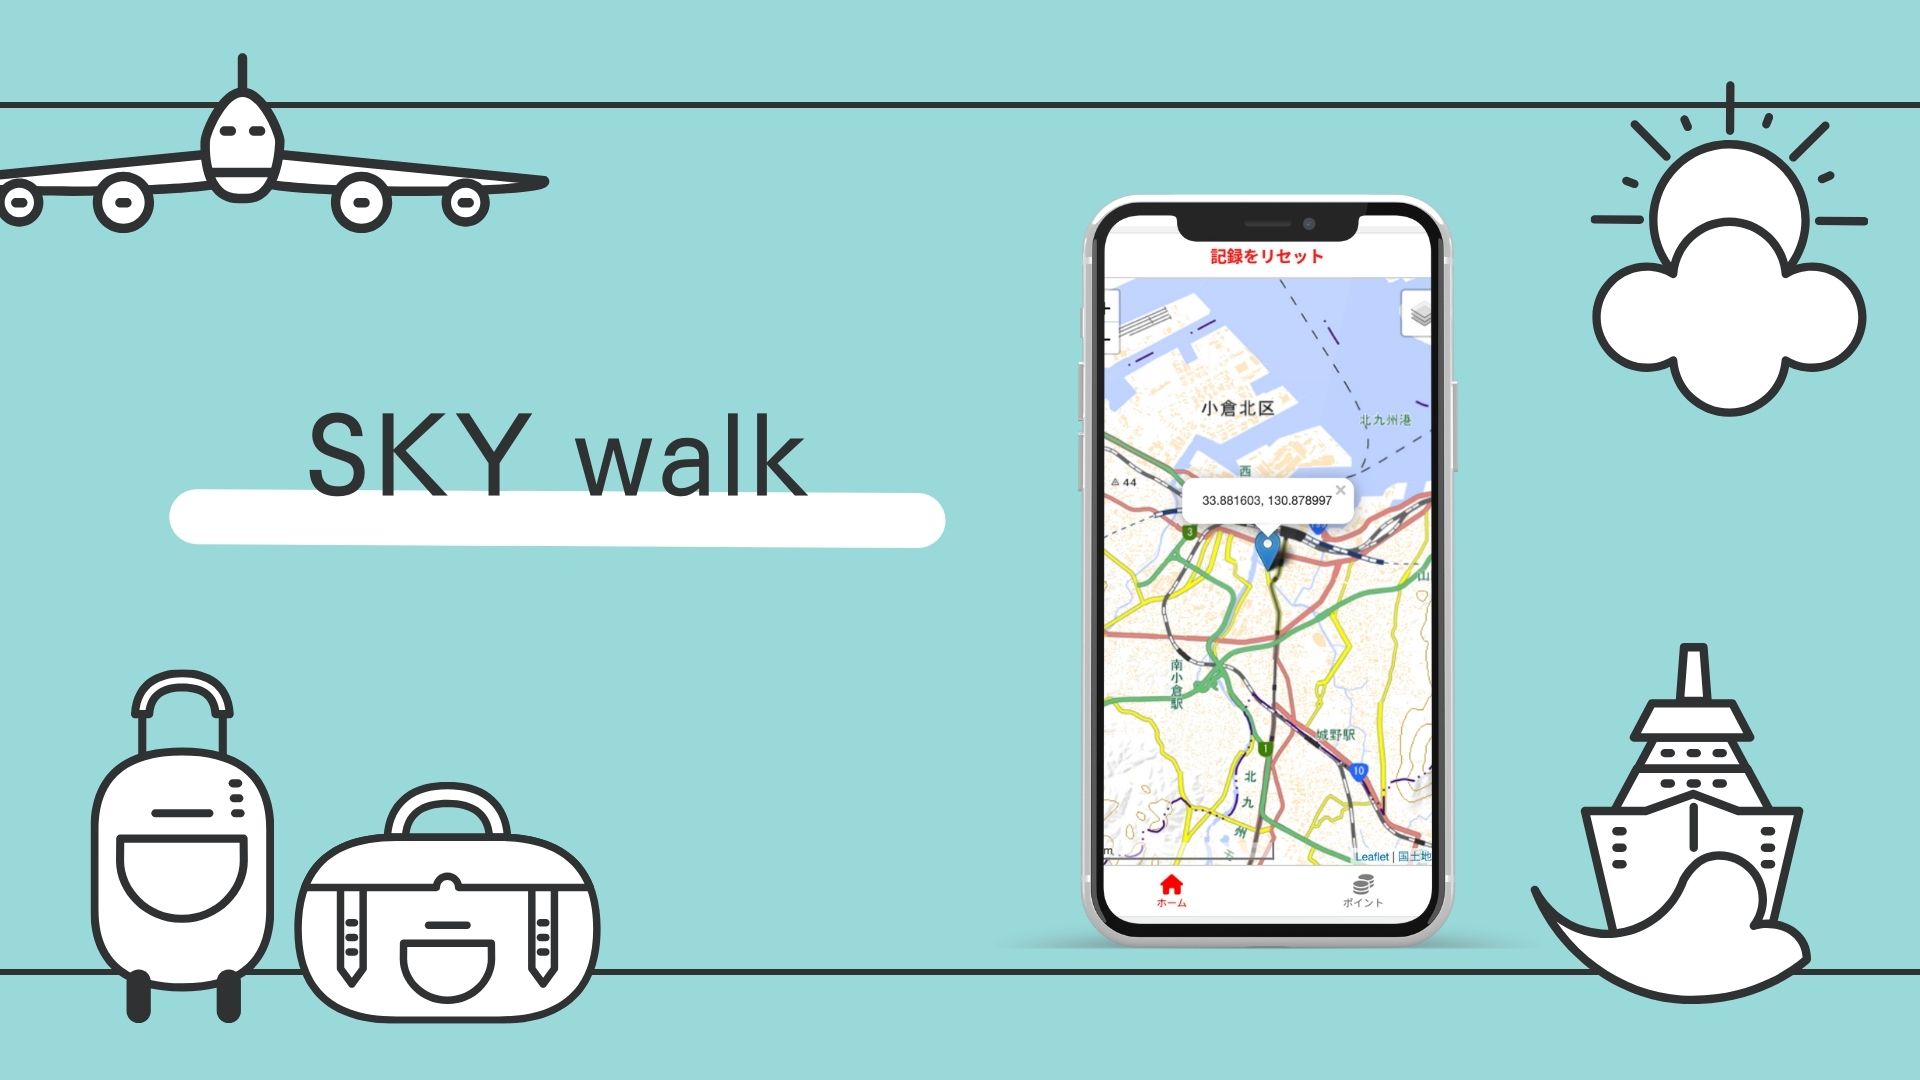 SKY walk
記録をリセット
+
-
小倉北区
北九州港
西
44
33.881603, 130.878997
×
3
山
南小倉駅
城野駅
1
10
北九州
m
Leaflet | 国土地
ホーム
ポイント